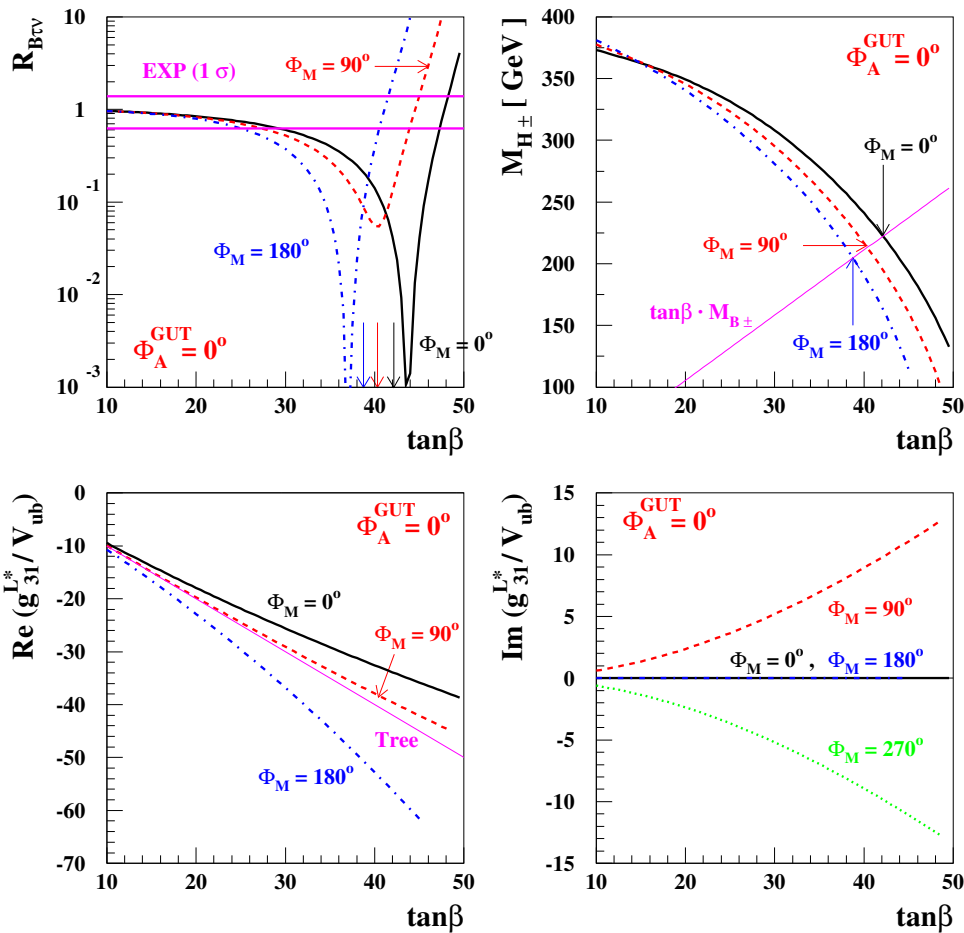 R_Bτν
10
1
10^-1
10^-2
10^-3
EXP (1 σ)
Φ_M = 90°
Φ_M = 180°
Φ_M = 0°
Φ_A^GUT = 0°
10 20 30 40 50
tanβ
M_H± [ GeV ]
400
350
300
250
200
150
100
Φ_A^GUT = 0°
Φ_M = 0°
Φ_M = 90°
tanβ · M_B±
Φ_M = 180°
10 20 30 40 50
tanβ
Re (g_31^L* / V_ub)
0
-10
-20
-30
-40
-50
-60
-70
Φ_A^GUT = 0°
Φ_M = 0°
Φ_M = 90°
Tree
Φ_M = 180°
10 20 30 40 50
tanβ
Im (g_31^L* / V_ub)
15
10
5
0
-5
-10
-15
Φ_A^GUT = 0°
Φ_M = 90°
Φ_M = 0° , Φ_M = 180°
Φ_M = 270°
10 20 30 40 50
tanβ